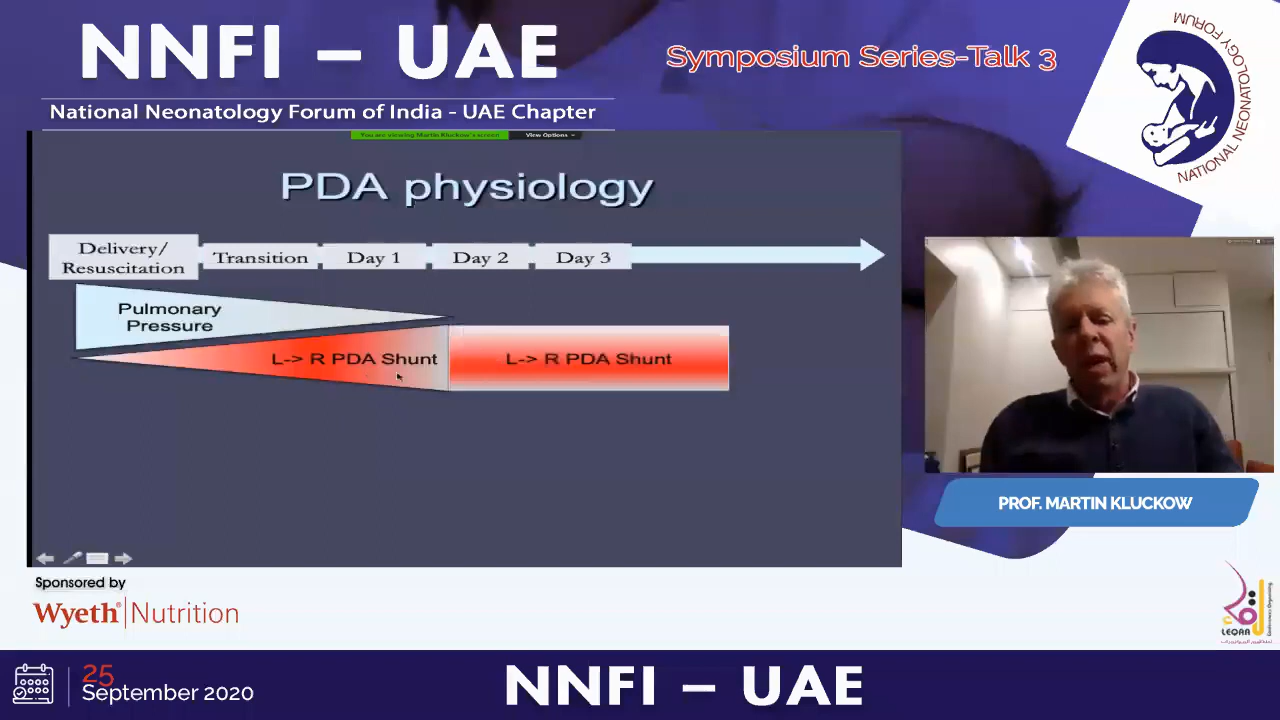 NNFI – UAE
National Neonatology Forum of India - UAE Chapter
Symposium Series-Talk 3
NATIONAL NEONATOLOGY FORUM
You are viewing Martin Kluckow's screen
View Options
PDA physiology
Delivery/
Resuscitation
Transition
Day 1
Day 2
Day 3
Pulmonary
Pressure
L-> R PDA Shunt
L-> R PDA Shunt
PROF. MARTIN KLUCKOW
Sponsored by
Wyeth® Nutrition
LEQAA
25
September 2020
NNFI – UAE